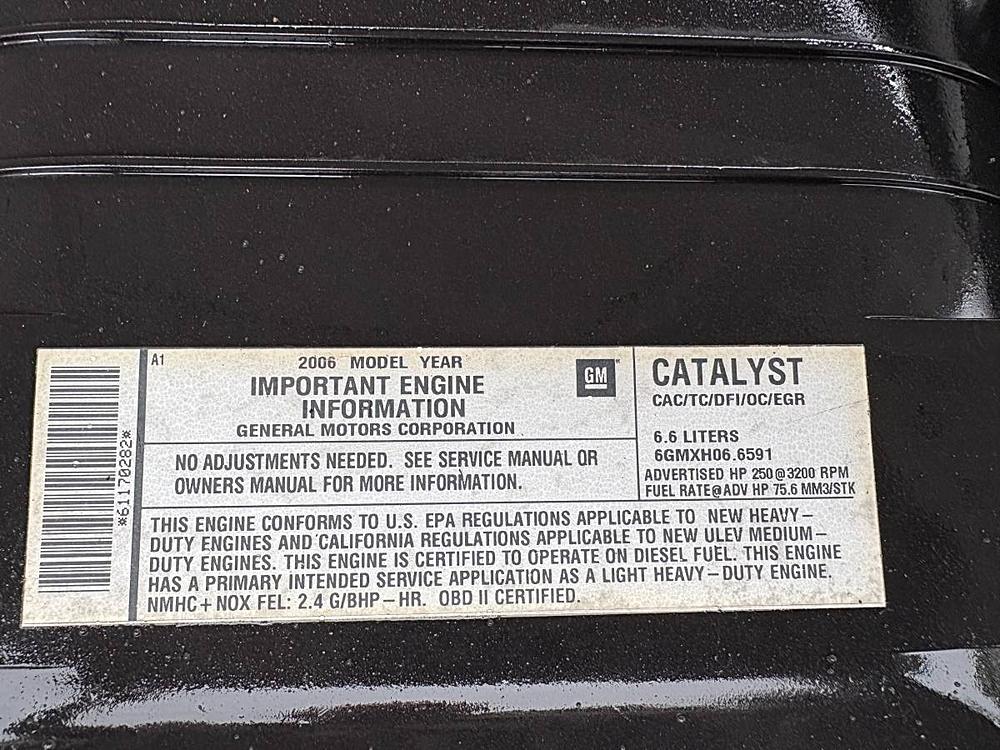 *61170282*
A1
2006 MODEL YEAR
IMPORTANT ENGINE
INFORMATION
GENERAL MOTORS CORPORATION
GM
NO ADJUSTMENTS NEEDED. SEE SERVICE MANUAL OR
OWNERS MANUAL FOR MORE INFORMATION.
CATALYST
CAC/TC/DFI/OC/EGR
6.6 LITERS
6GMXH06.6591
ADVERTISED HP 250@3200 RPM
FUEL RATE@ADV HP 75.6 MM3/STK
THIS ENGINE CONFORMS TO U.S. EPA REGULATIONS APPLICABLE TO NEW HEAVY–
DUTY ENGINES AND CALIFORNIA REGULATIONS APPLICABLE TO NEW ULEV MEDIUM–
DUTY ENGINES. THIS ENGINE IS CERTIFIED TO OPERATE ON DIESEL FUEL. THIS ENGINE
HAS A PRIMARY INTENDED SERVICE APPLICATION AS A LIGHT HEAVY–DUTY ENGINE.
NMHC+NOX FEL: 2.4 G/BHP–HR. OBD II CERTIFIED.